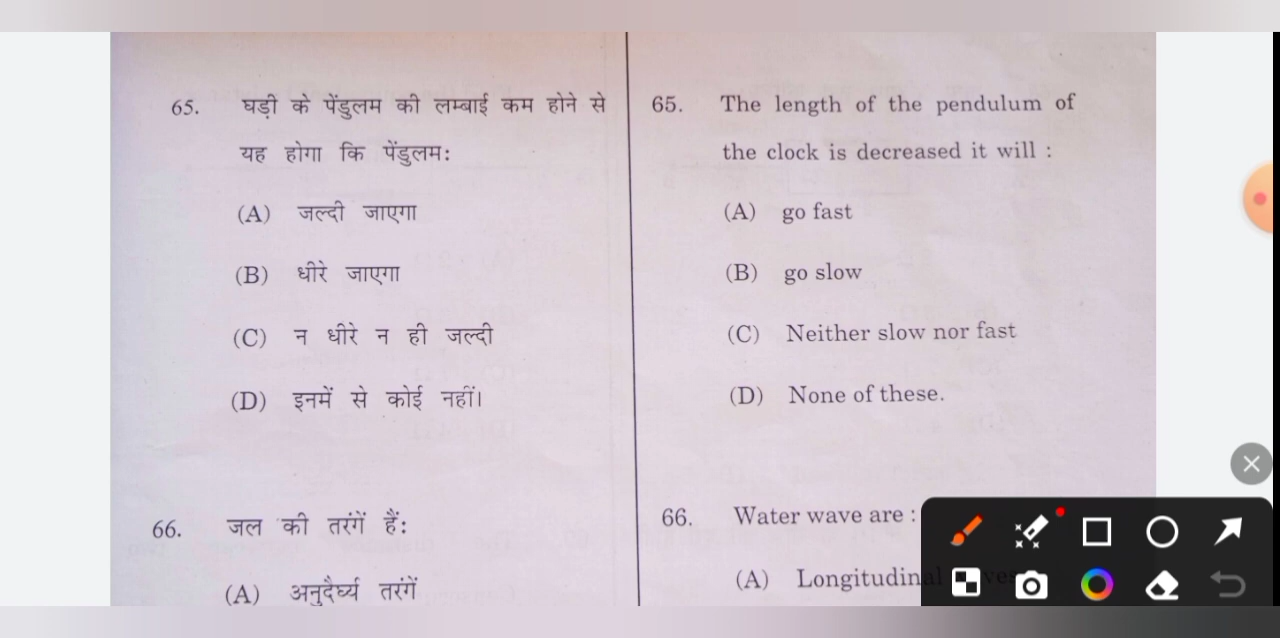 65. घड़ी के पेंडुलम की लम्बाई कम होने से
यह होगा कि पेंडुलम:
(A) जल्दी जाएगा
(B) धीरे जाएगा
(C) न धीरे न ही जल्दी
(D) इनमें से कोई नहीं।
66. जल की तरंगें हैं:
(A) अनुदैर्घ्य तरंगें
65. The length of the pendulum of
the clock is decreased it will :
(A) go fast
(B) go slow
(C) Neither slow nor fast
(D) None of these.
66. Water wave are :
(A) Longitudinal